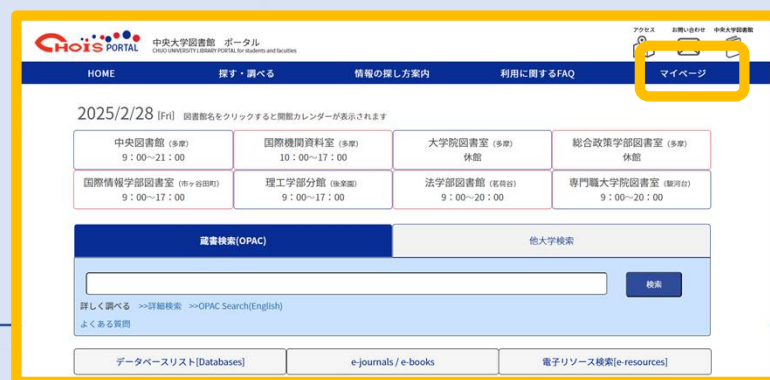 CHOIS PORTAL
中央大学図書館 ポータル
CHUO UNIVERSITY LIBRARY PORTAL for students and faculties
アクセス お問い合わせ 中央大学図書館
HOME 探す・調べる 情報の探し方案内 利用に関するFAQ マイページ
2025/2/28 [Fri] 図書館名をクリックすると開館カレンダーが表示されます
中央図書館 (多摩) 国際機関資料室 (多摩) 大学院図書室 (多摩) 総合政策学部図書室 (多摩)
9：00～21：00 10：00～17：00 休館 休館
国際情報学部図書室 (市ヶ谷田町) 理工学部分館 (後楽園) 法学部図書館 (茗荷谷) 専門職大学院図書室 (駿河台)
9：00～17：00 9：00～17：00 9：00～20：00 9：00～20：00
蔵書検索(OPAC) 他大学検索
検索
詳しく調べる >>詳細検索 >>OPAC Search(English)
よくある質問
データベースリスト[Databases] e-journals / e-books 電子リソース検索[e-resources]